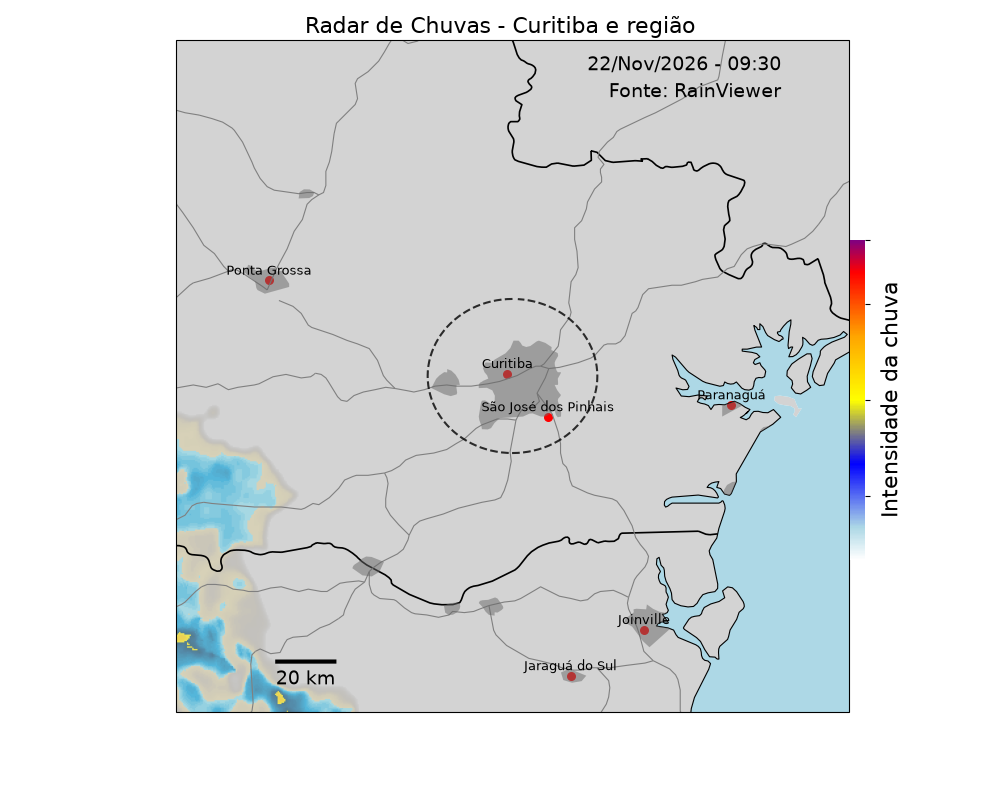 Radar de Chuvas - Curitiba e região
22/Nov/2026 - 09:30
Fonte: RainViewer
Ponta Grossa
Curitiba
São José dos Pinhais
Paranaguá
Intensidade da chuva
Joinville
Jaraguá do Sul
20 km